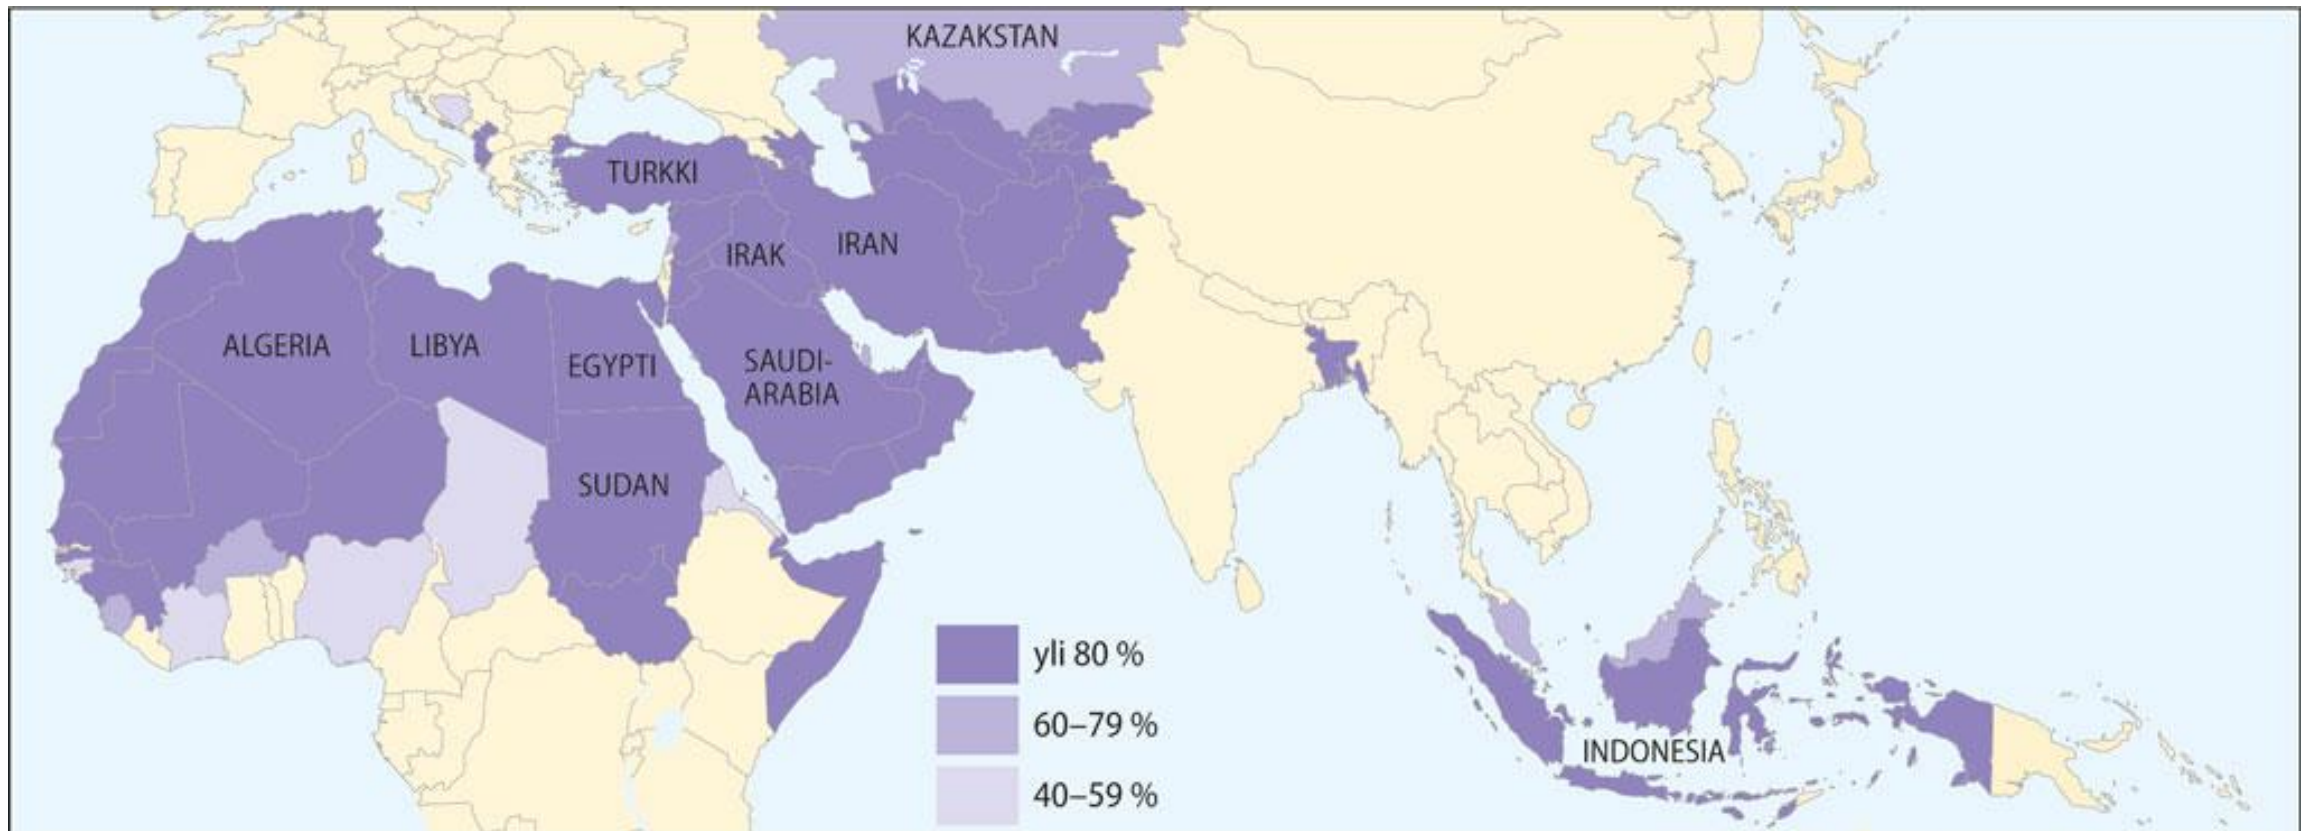 KAZAKSTAN
TURKKI
IRAK
IRAN
ALGERIA
LIBYA
EGYPTI
SAUDI-
ARABIA
SUDAN
INDONESIA
yli 80 %
60–79 %
40–59 %